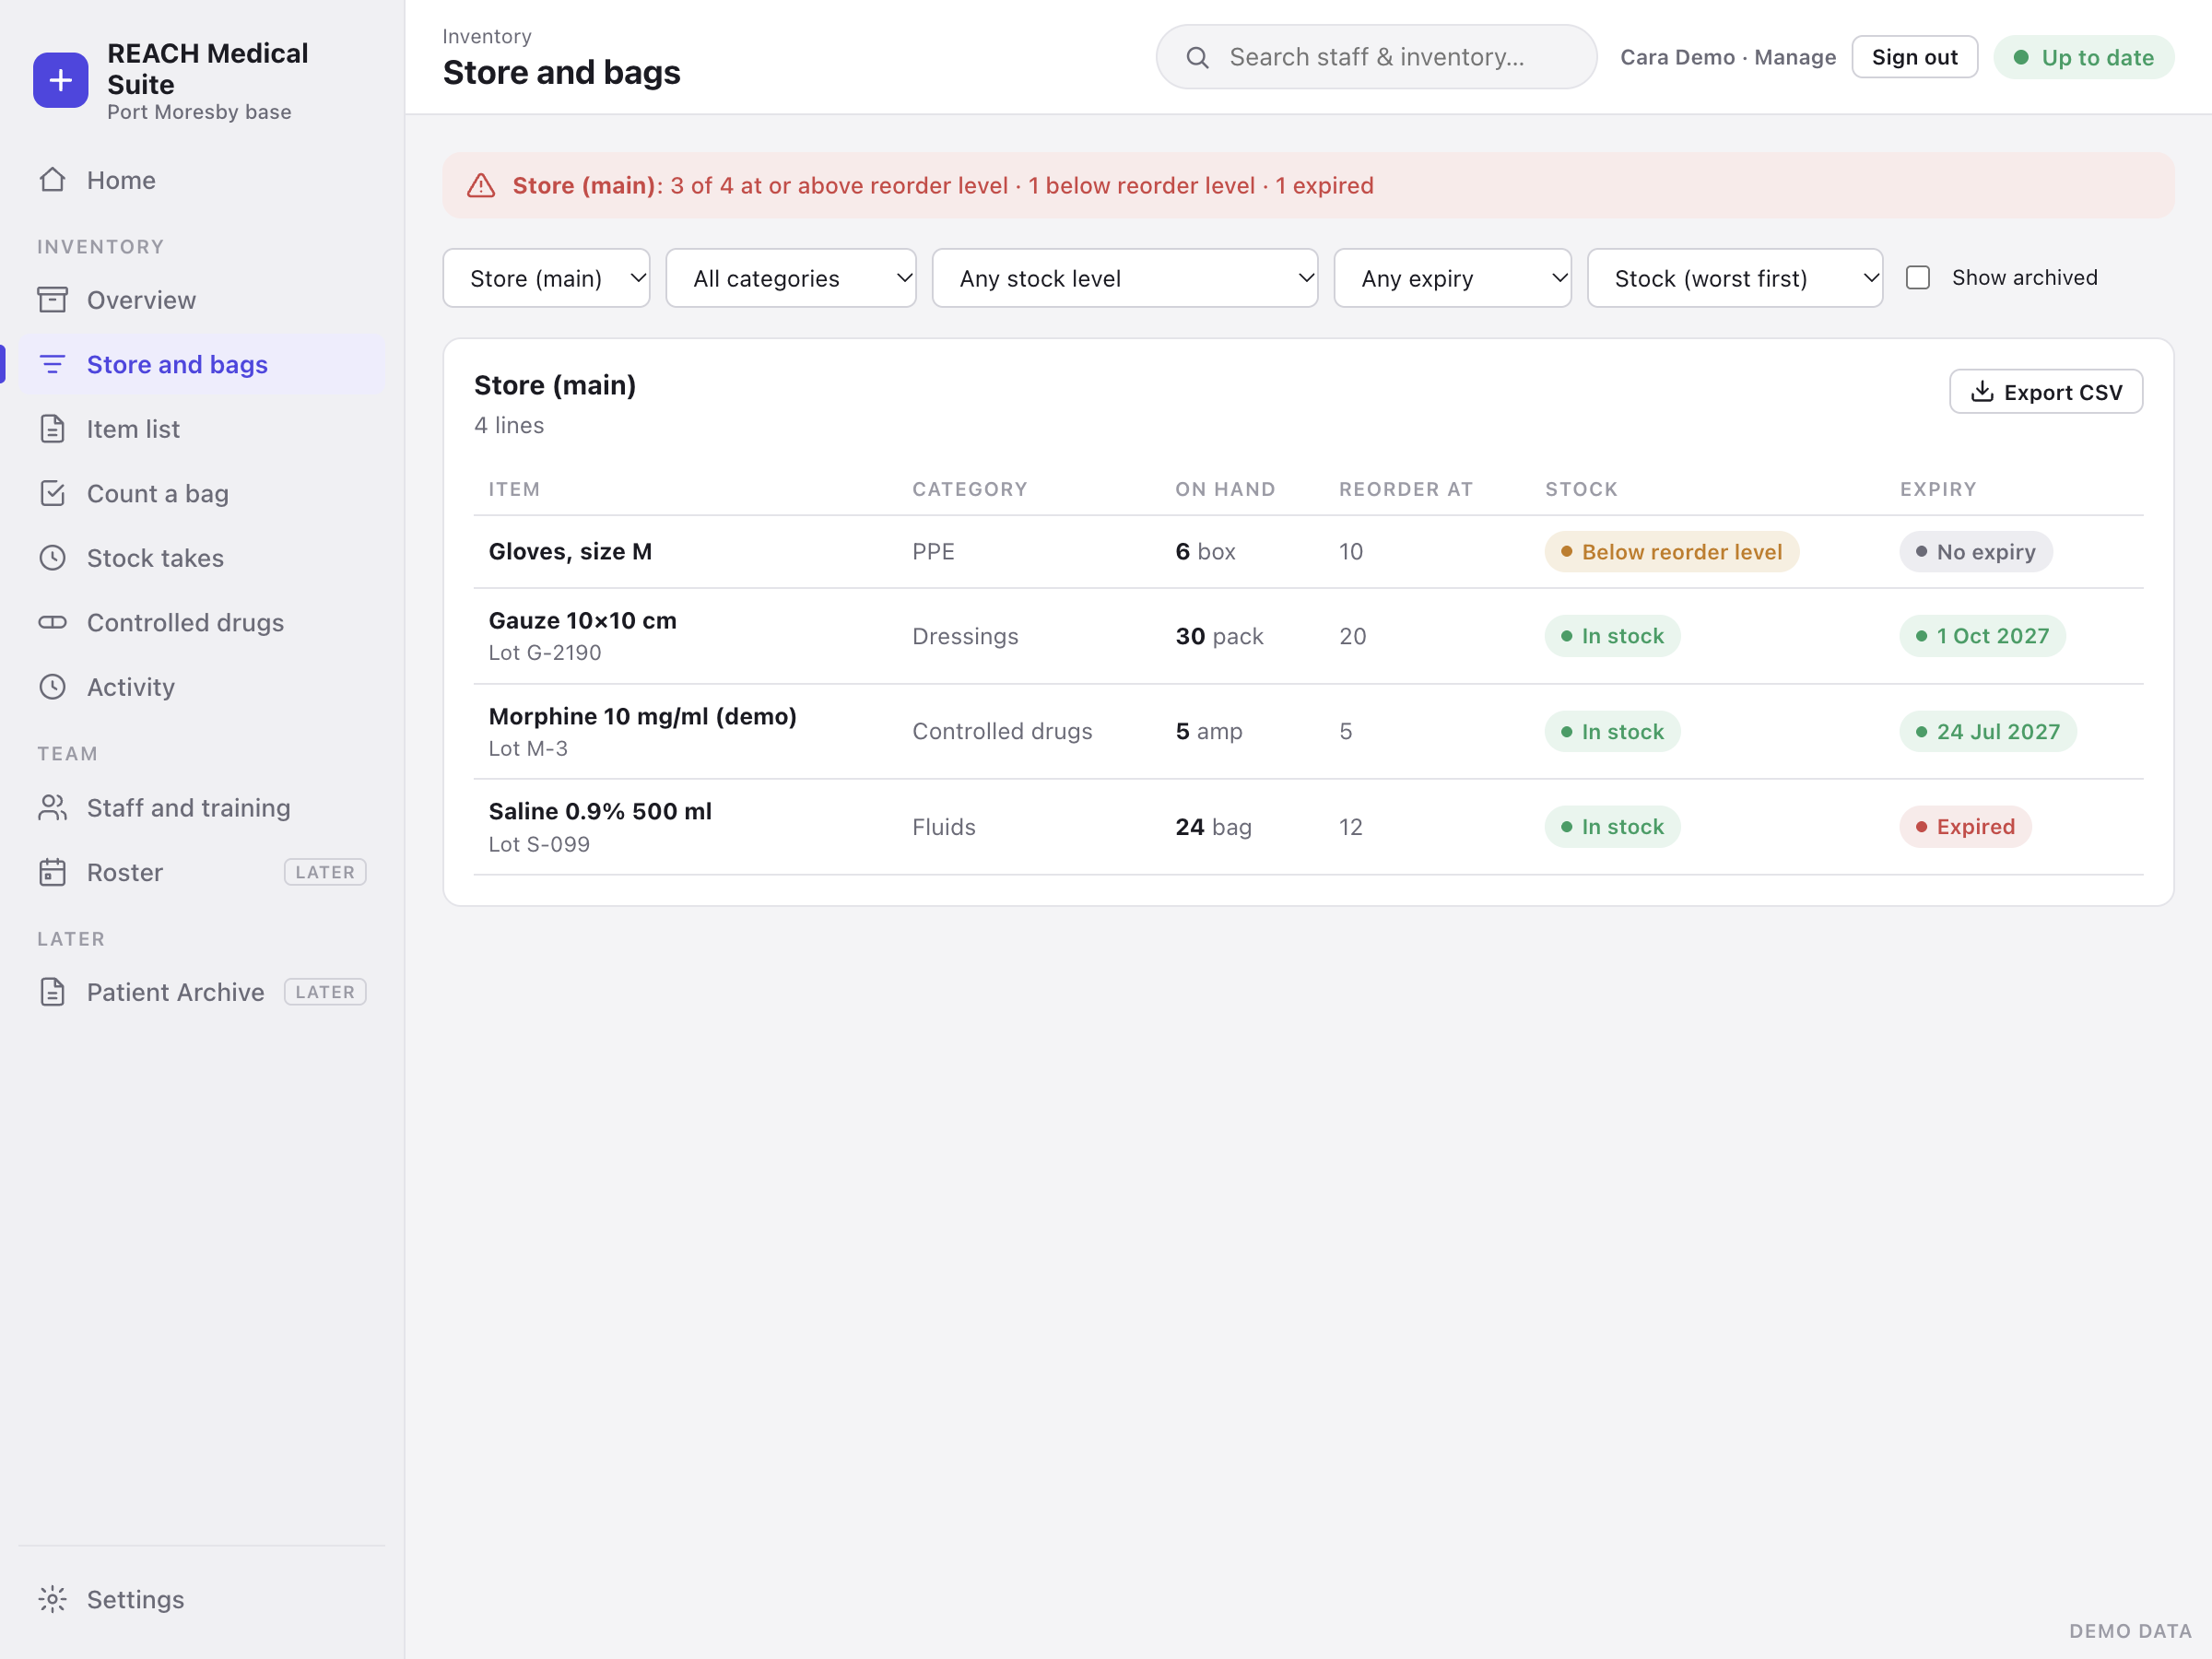 REACH Medical
Suite
Port Moresby base
Home
INVENTORY
Overview
Store and bags
Item list
Count a bag
Stock takes
Controlled drugs
Activity
TEAM
Staff and training
Roster LATER
LATER
Patient Archive LATER
Settings
Inventory
Store and bags
Search staff & inventory...
Cara Demo · Manage
Sign out
Up to date
Store (main): 3 of 4 at or above reorder level · 1 below reorder level · 1 expired
Store (main) All categories Any stock level Any expiry Stock (worst first) Show archived
Store (main)
4 lines
Export CSV
ITEM CATEGORY ON HAND REORDER AT STOCK EXPIRY
Gloves, size M PPE 6 box 10 Below reorder level No expiry
Gauze 10×10 cm
Lot G-2190
Dressings 30 pack 20 In stock 1 Oct 2027
Morphine 10 mg/ml (demo)
Lot M-3
Controlled drugs 5 amp 5 In stock 24 Jul 2027
Saline 0.9% 500 ml
Lot S-099
Fluids 24 bag 12 In stock Expired
DEMO DATA